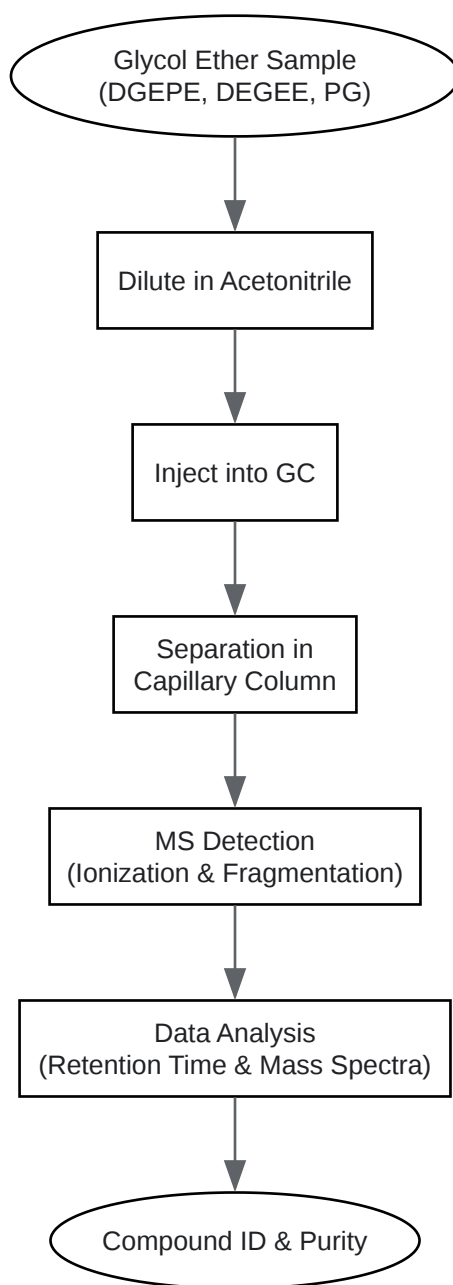 Glycol Ether Sample
(DGEPE, DEGEE, PG)
Dilute in Acetonitrile
Inject into GC
Separation in
Capillary Column
MS Detection
(Ionization & Fragmentation)
Data Analysis
(Retention Time & Mass Spectra)
Compound ID & Purity